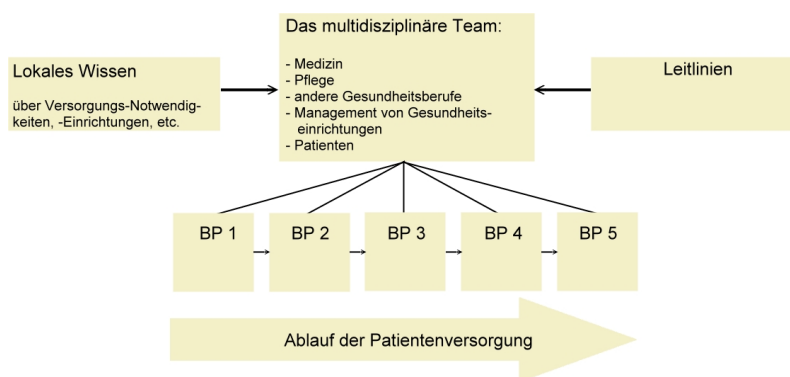 Das multidisziplinäre Team:
- Medizin
- Pflege
- andere Gesundheitsberufe
- Management von Gesundheits-
einrichtungen
- Patienten
Lokales Wissen
über Versorgungs-Notwendig-
keiten, -Einrichtungen, etc.
Leitlinien
BP 1
BP 2
BP 3
BP 4
BP 5
Ablauf der Patientenversorgung